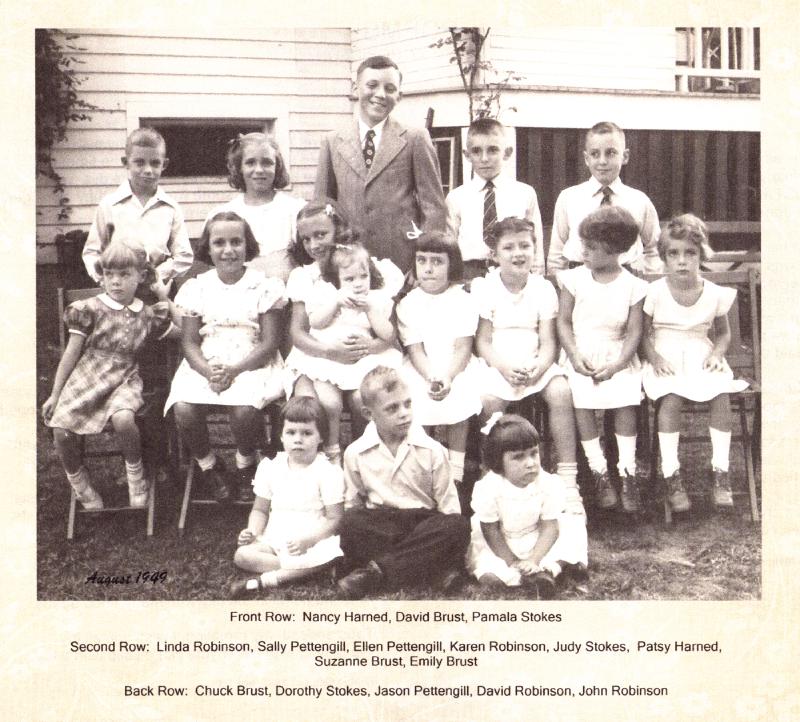 August 1949
Front Row: Nancy Harned, David Brust, Pamala Stokes
Second Row: Linda Robinson, Sally Pettengill, Ellen Pettengill, Karen Robinson, Judy Stokes, Patsy Harned,
Suzanne Brust, Emily Brust
Back Row: Chuck Brust, Dorothy Stokes, Jason Pettengill, David Robinson, John Robinson